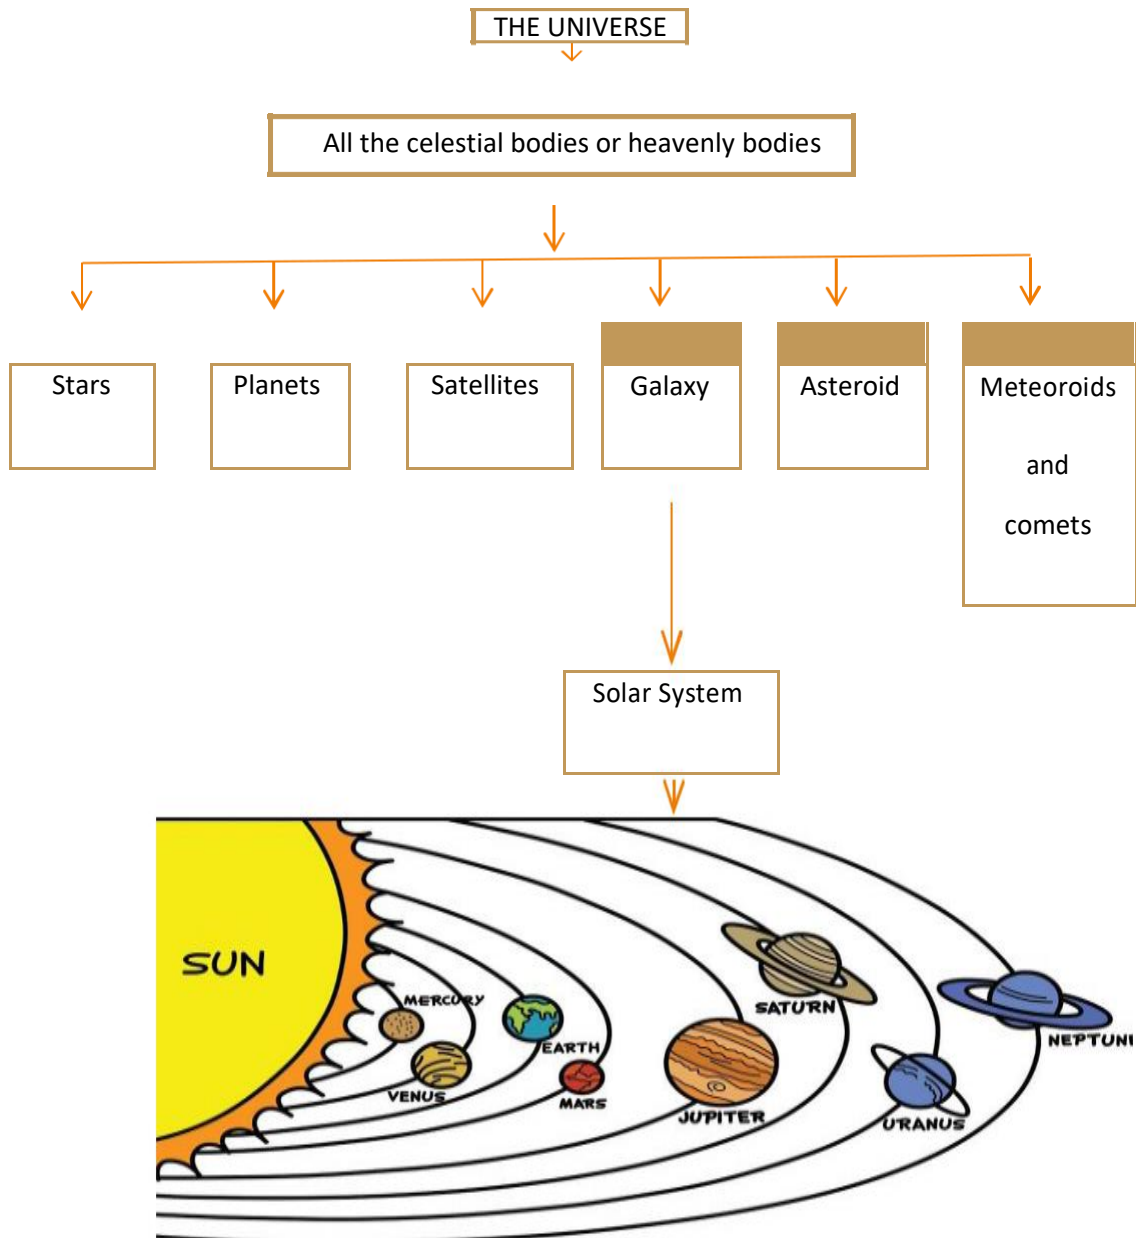 THE UNIVERSE
All the celestial bodies or heavenly bodies
Stars
Planets
Satellites
Galaxy
Asteroid
Meteoroids
and
comets
Solar System
SUN
MERCURY
VENUS
EARTH
MARS
JUPITER
SATURN
URANUS
NEPTUN